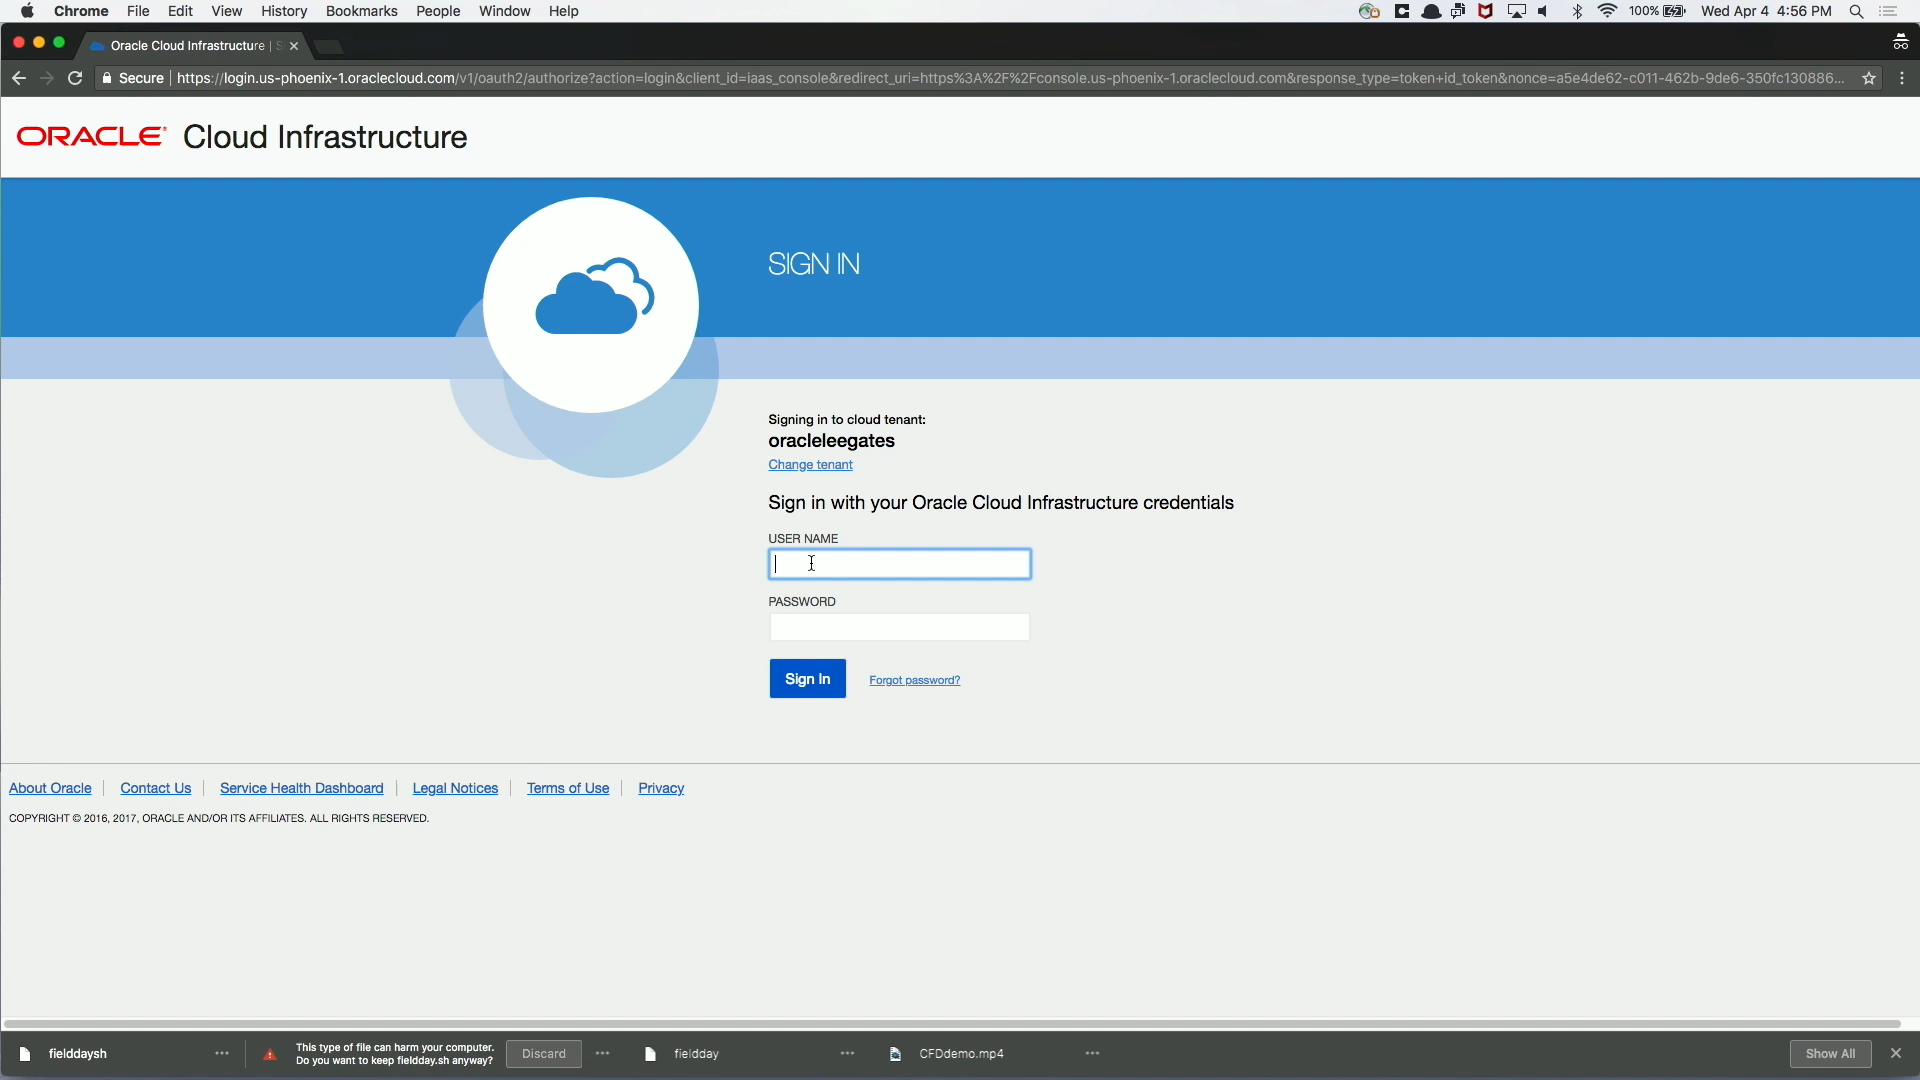 Chrome File Edit View History Bookmarks People Window Help 100% Wed Apr 4 4:56 PM
Oracle Cloud Infrastructure | S
Secure | https://login.us-phoenix-1.oraclecloud.com/v1/oauth2/authorize?action=login&client_id=iaas_console&redirect_uri=https%3A%2F%2Fconsole.us-phoenix-1.oraclecloud.com&response_type=token+id_token&nonce=a5e4de62-c011-462b-9de6-350fc130886...
ORACLE Cloud Infrastructure
SIGN IN
Signing in to cloud tenant:
oracleleegates
Change tenant
Sign in with your Oracle Cloud Infrastructure credentials
USER NAME
PASSWORD
Sign In Forgot password?
About Oracle Contact Us Service Health Dashboard Legal Notices Terms of Use Privacy
COPYRIGHT © 2016, 2017, ORACLE AND/OR ITS AFFILIATES. ALL RIGHTS RESERVED.
fielddaysh
This type of file can harm your computer.
Do you want to keep fieldday.sh anyway?
Discard
fieldday
CFDdemo.mp4
Show All